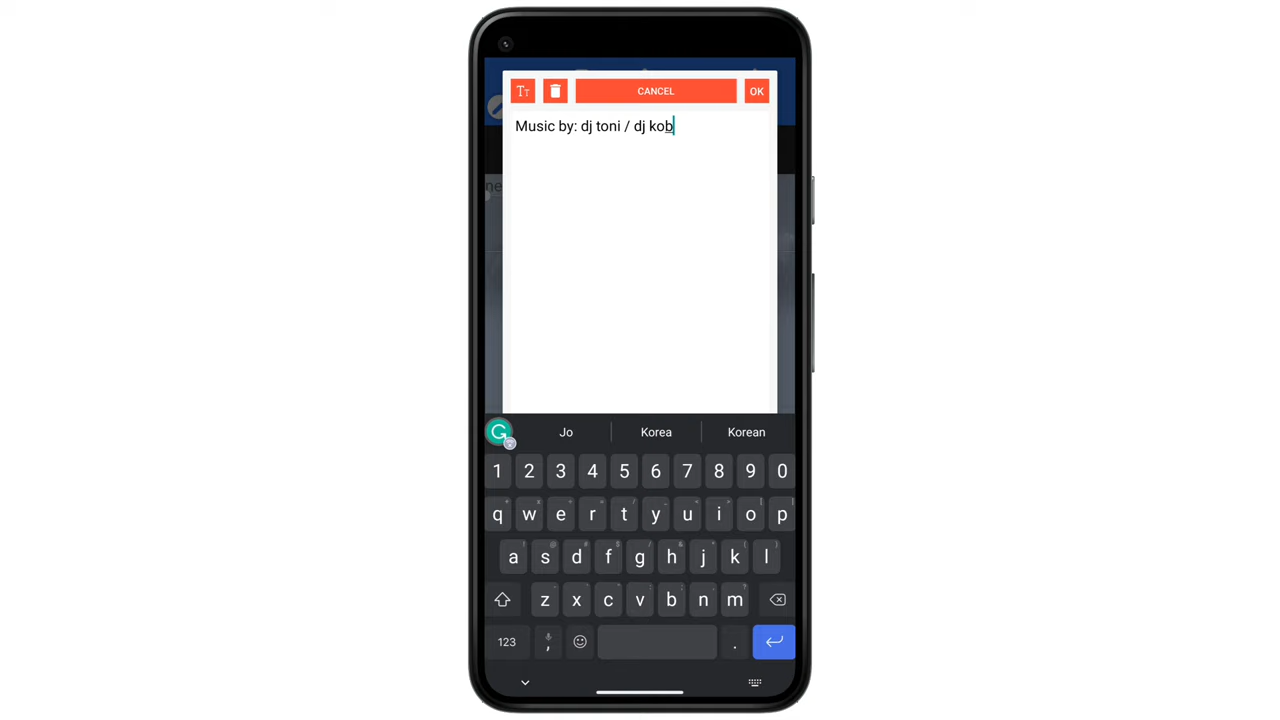 TT CANCEL OK
Music by: dj toni / dj kob
Jo Korea Korean
1 2 3 4 5 6 7 8 9 0
q w e r t y u i o p
a s d f g h j k l
z x c v b n m
123 , .